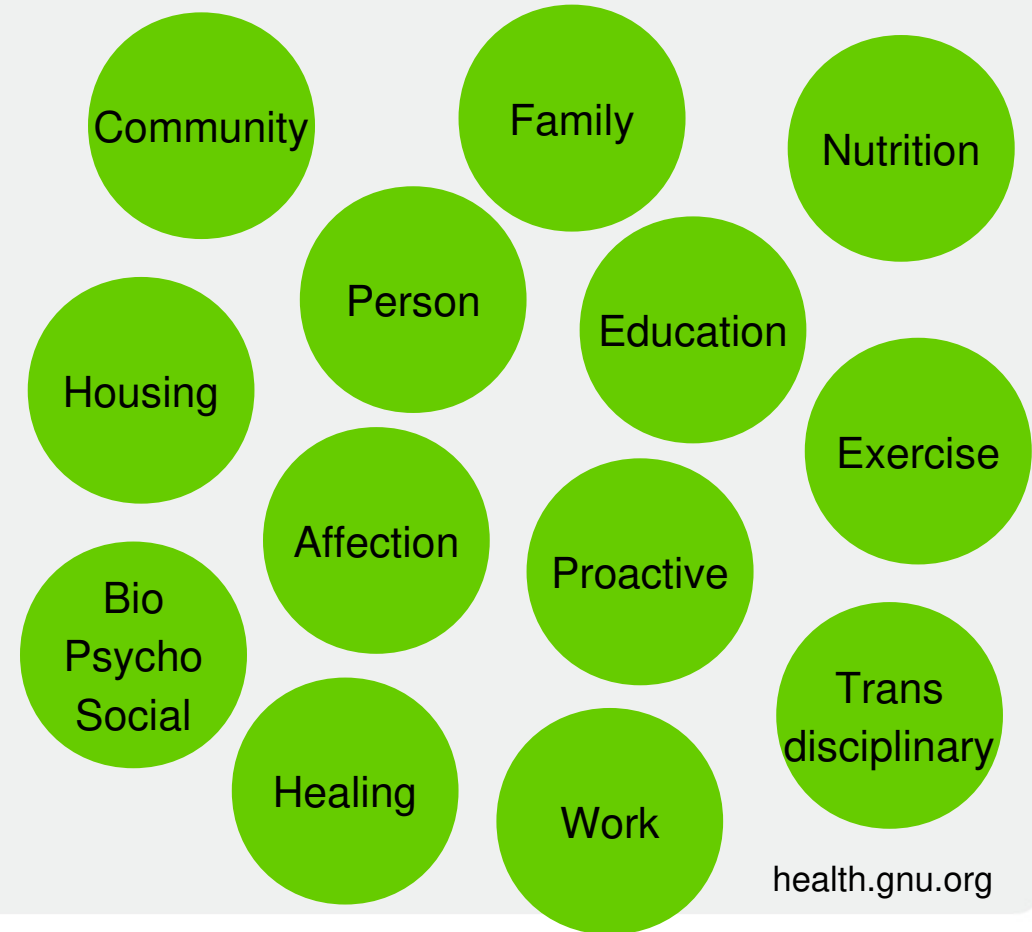 Community
Family
Nutrition
Person
Education
Housing
Exercise
Affection
Proactive
Bio
Psycho
Social
Trans
disciplinary
Healing
Work
health.gnu.org